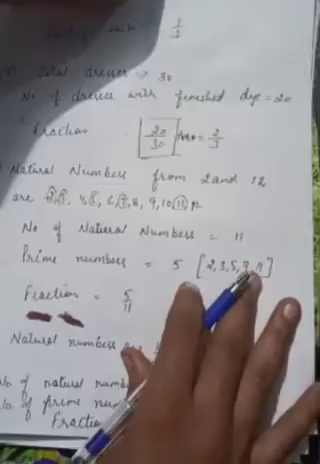 1/3
Total dresses => 30
No of dresses with finished dye = 20
Fraction = 20/30 = 2/3
Natural Numbers from 2 and 12
are 2, 3, 4, 5, 6, 7, 8, 9, 10, 11, 12
No of Natural Numbers = 11
Prime numbers = 5 [2, 3, 5, 7, 11]
Fraction = 5/11
Natural numbers
No of natural numb
No of prime num
Fractio